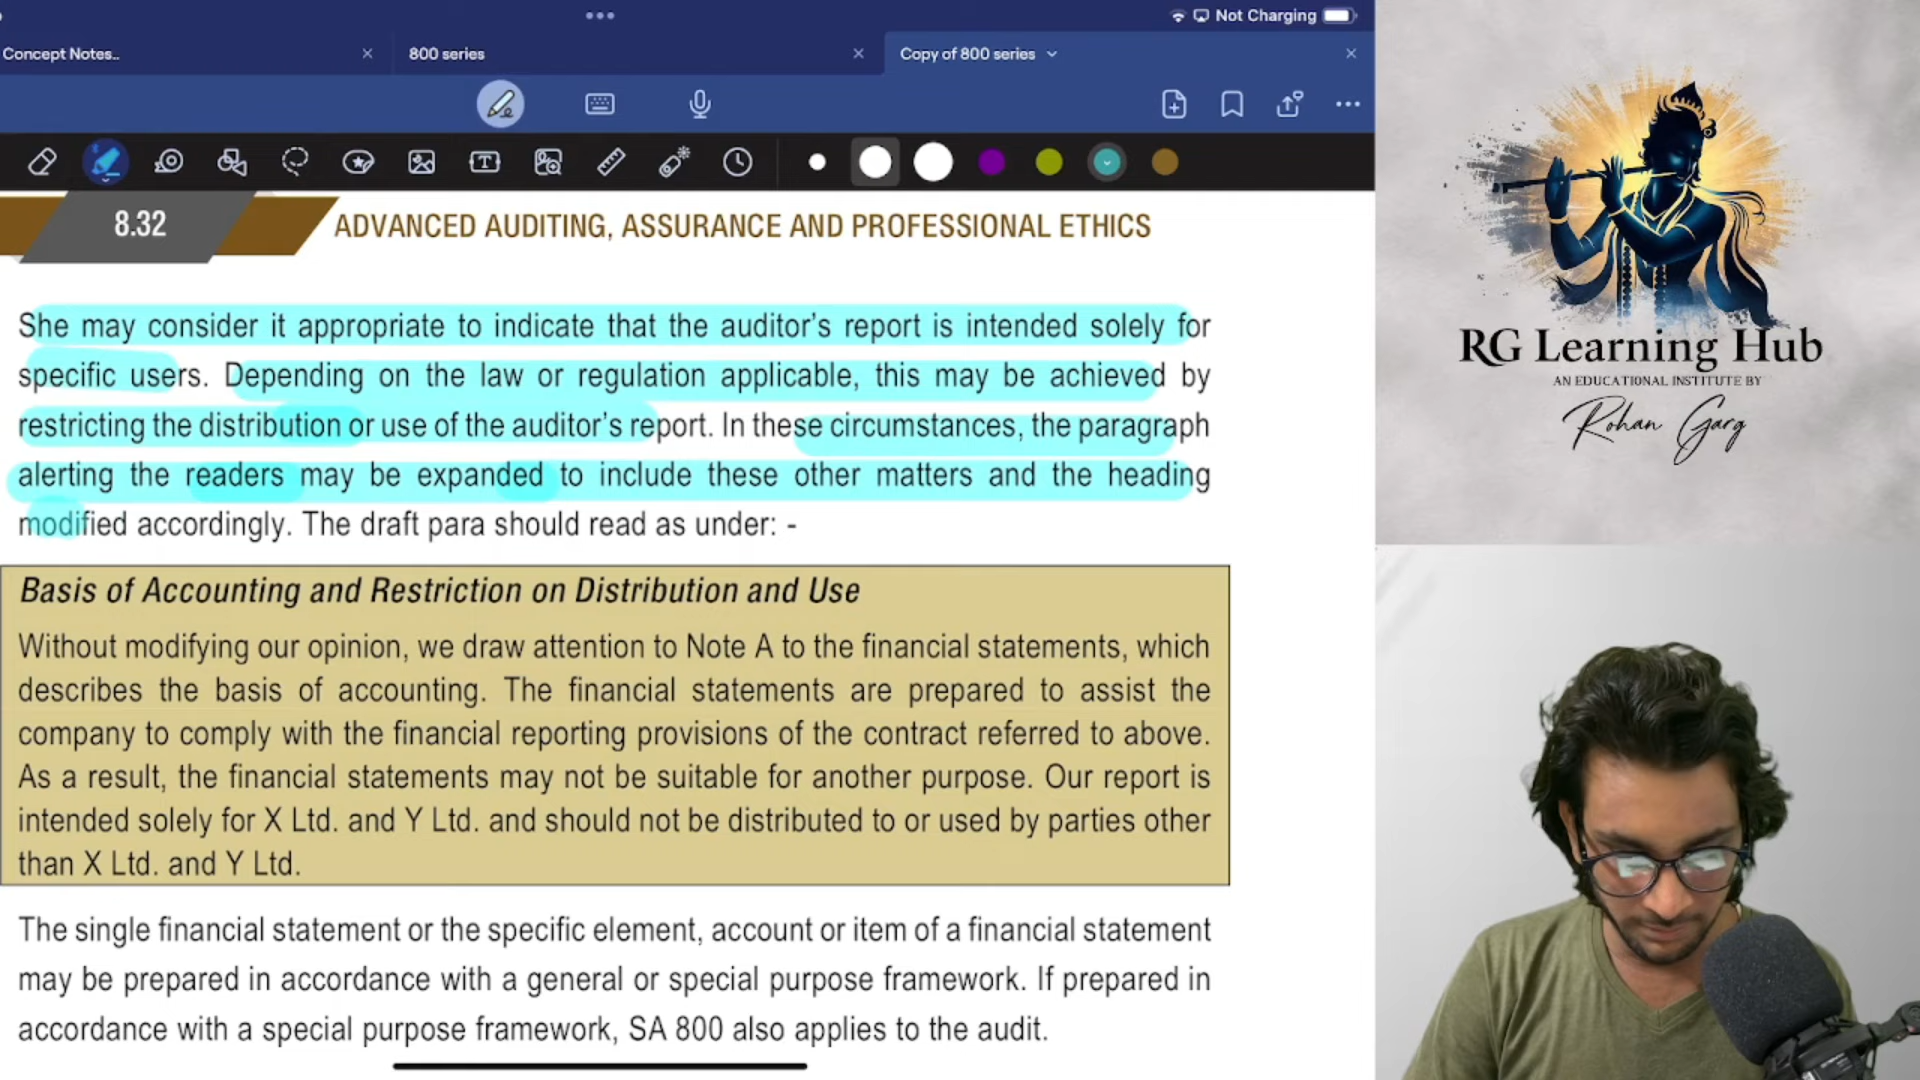 Not Charging
Concept Notes..
800 series
Copy of 800 series
8.32
ADVANCED AUDITING, ASSURANCE AND PROFESSIONAL ETHICS
She may consider it appropriate to indicate that the auditor's report is intended solely for
specific users. Depending on the law or regulation applicable, this may be achieved by
restricting the distribution or use of the auditor's report. In these circumstances, the paragraph
alerting the readers may be expanded to include these other matters and the heading
modified accordingly. The draft para should read as under: -
Basis of Accounting and Restriction on Distribution and Use
Without modifying our opinion, we draw attention to Note A to the financial statements, which
describes the basis of accounting. The financial statements are prepared to assist the
company to comply with the financial reporting provisions of the contract referred to above.
As a result, the financial statements may not be suitable for another purpose. Our report is
intended solely for X Ltd. and Y Ltd. and should not be distributed to or used by parties other
than X Ltd. and Y Ltd.
The single financial statement or the specific element, account or item of a financial statement
may be prepared in accordance with a general or special purpose framework. If prepared in
accordance with a special purpose framework, SA 800 also applies to the audit.
RG Learning Hub
AN EDUCATIONAL INSTITUTE BY
Rohan Garg